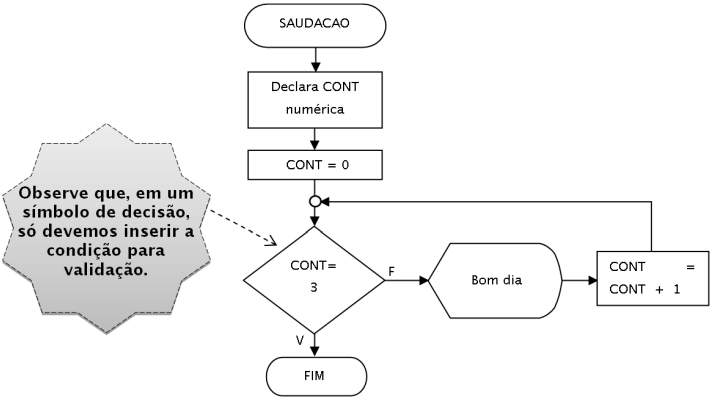 SAUDACAO
Declara CONT
numérica
CONT = 0
Observe que, em um
símbolo de decisão,
só devemos inserir a
condição para
validação.
CONT=
3
F
Bom dia
CONT =
CONT + 1
V
FIM